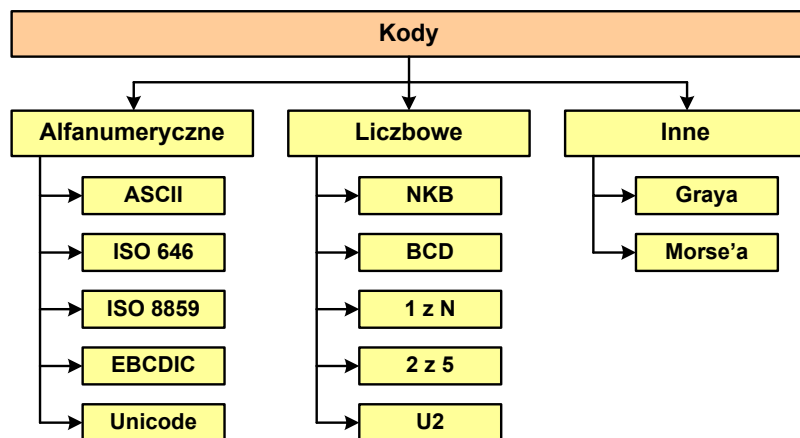 Kody
Alfanumeryczne
ASCII
ISO 646
ISO 8859
EBCDIC
Unicode
Liczbowe
NKB
BCD
1 z N
2 z 5
U2
Inne
Graya
Morse’a